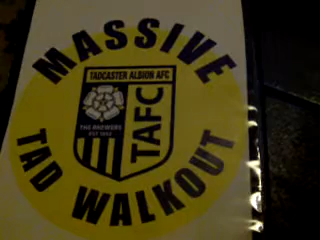 MASSIVE
TADCASTER ALBION AFC
THE BREWERS
EST 1892
TAFC
TAD WALKOUT